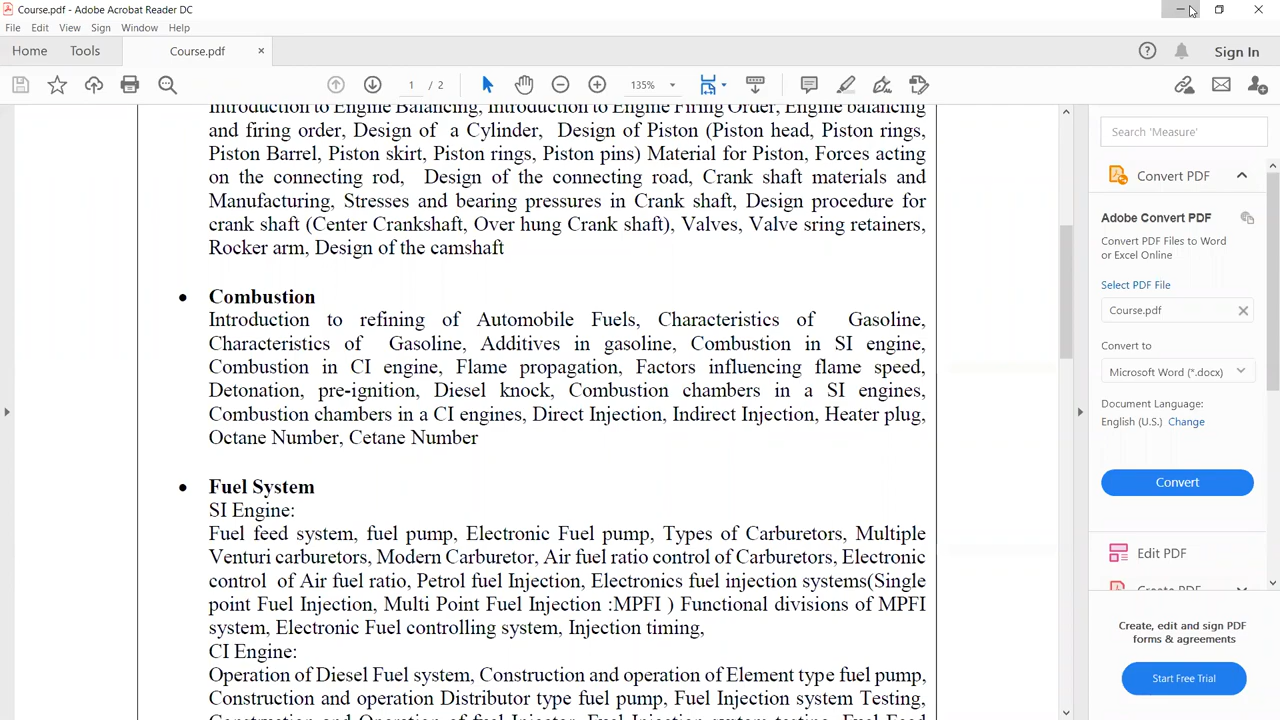 Course.pdf - Adobe Acrobat Reader DC
File Edit View Sign Window Help
Home Tools Course.pdf × Sign In
1 / 2 135%
Introduction to Engine Balancing, Introduction to Engine Firing Order, Engine balancing
and firing order, Design of a Cylinder, Design of Piston (Piston head, Piston rings,
Piston Barrel, Piston skirt, Piston rings, Piston pins) Material for Piston, Forces acting
on the connecting rod, Design of the connecting road, Crank shaft materials and
Manufacturing, Stresses and bearing pressures in Crank shaft, Design procedure for
crank shaft (Center Crankshaft, Over hung Crank shaft), Valves, Valve sring retainers,
Rocker arm, Design of the camshaft
• Combustion
Introduction to refining of Automobile Fuels, Characteristics of Gasoline,
Characteristics of Gasoline, Additives in gasoline, Combustion in SI engine,
Combustion in CI engine, Flame propagation, Factors influencing flame speed,
Detonation, pre-ignition, Diesel knock, Combustion chambers in a SI engines,
Combustion chambers in a CI engines, Direct Injection, Indirect Injection, Heater plug,
Octane Number, Cetane Number
• Fuel System
SI Engine:
Fuel feed system, fuel pump, Electronic Fuel pump, Types of Carburetors, Multiple
Venturi carburetors, Modern Carburetor, Air fuel ratio control of Carburetors, Electronic
control of Air fuel ratio, Petrol fuel Injection, Electronics fuel injection systems(Single
point Fuel Injection, Multi Point Fuel Injection :MPFI ) Functional divisions of MPFI
system, Electronic Fuel controlling system, Injection timing,
CI Engine:
Operation of Diesel Fuel system, Construction and operation of Element type fuel pump,
Construction and operation Distributor type fuel pump, Fuel Injection system Testing,
Construction and Operation of fuel Injector, Fuel Injection system testing, Fuel Feed
Search 'Measure'
Convert PDF
Adobe Convert PDF
Convert PDF Files to Word
or Excel Online
Select PDF File
Course.pdf
Convert to
Microsoft Word (*.docx)
Document Language:
English (U.S.) Change
Convert
Edit PDF
Create PDF
Create, edit and sign PDF
forms & agreements
Start Free Trial